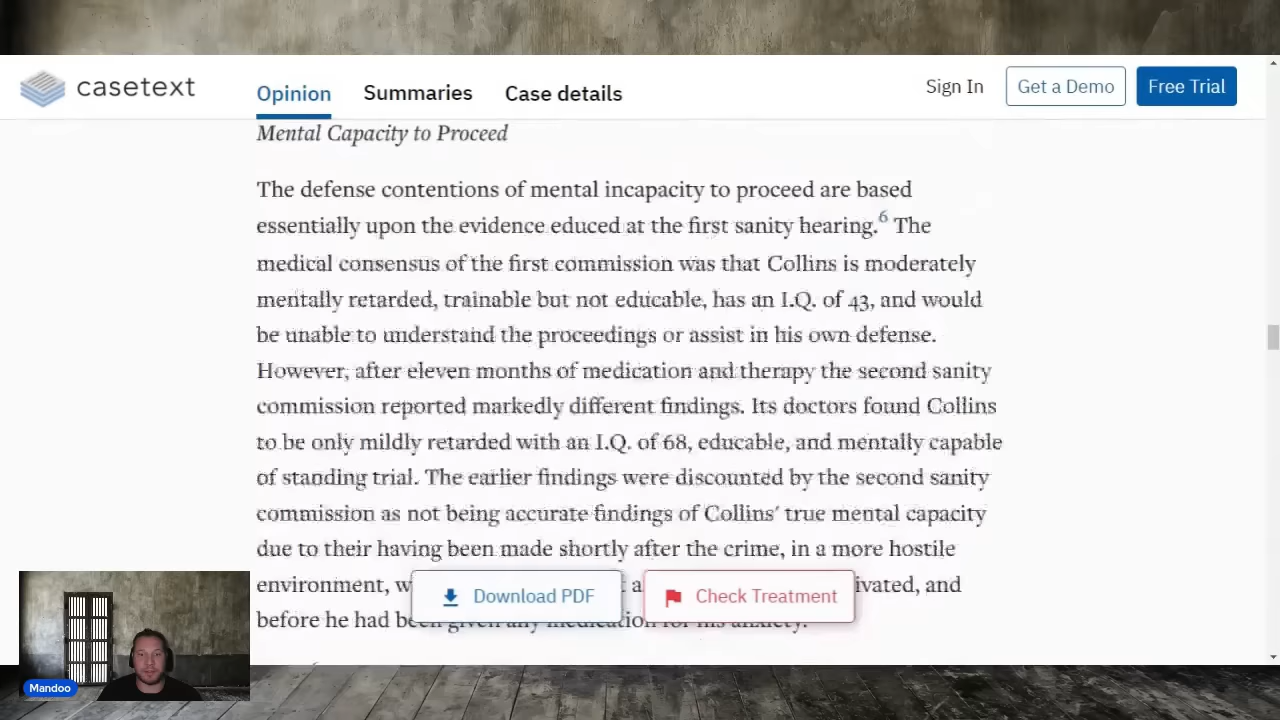 casetext
Opinion
Summaries
Case details
Sign In
Get a Demo
Free Trial
Mental Capacity to Proceed
The defense contentions of mental incapacity to proceed are based
essentially upon the evidence educed at the first sanity hearing.6 The
medical consensus of the first commission was that Collins is moderately
mentally retarded, trainable but not educable, has an I.Q. of 43, and would
be unable to understand the proceedings or assist in his own defense.
However, after eleven months of medication and therapy the second sanity
commission reported markedly different findings. Its doctors found Collins
to be only mildly retarded with an I.Q. of 68, educable, and mentally capable
of standing trial. The earlier findings were discounted by the second sanity
commission as not being accurate findings of Collins' true mental capacity
due to their having been made shortly after the crime, in a more hostile
environment, and
before he had been given any medication for his anxiety.
Download PDF
Check Treatment
Mandoo